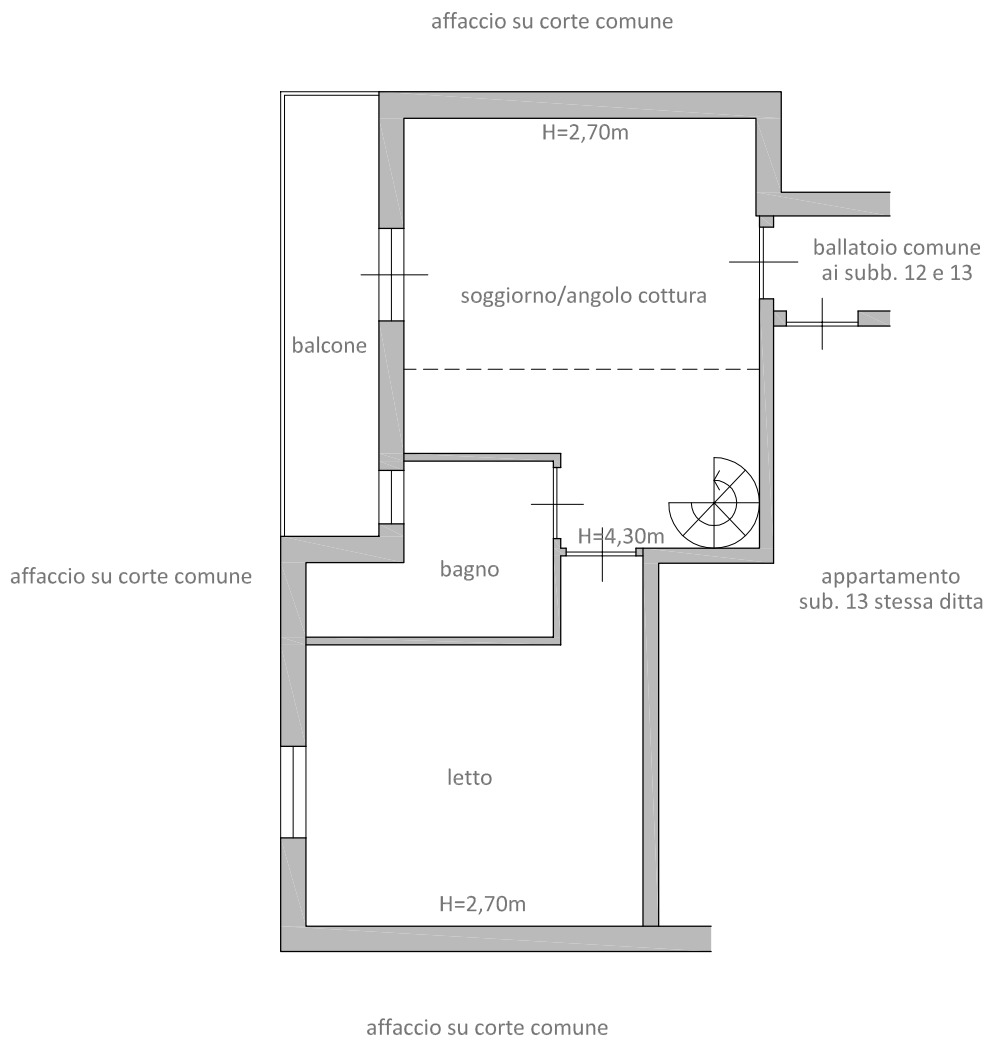 affaccio su corte comune
H=2,70m
ballatoio comune
ai subb. 12 e 13
soggiorno/angolo cottura
balcone
H=4,30m
bagno
affaccio su corte comune
appartamento
sub. 13 stessa ditta
letto
H=2,70m
affaccio su corte comune